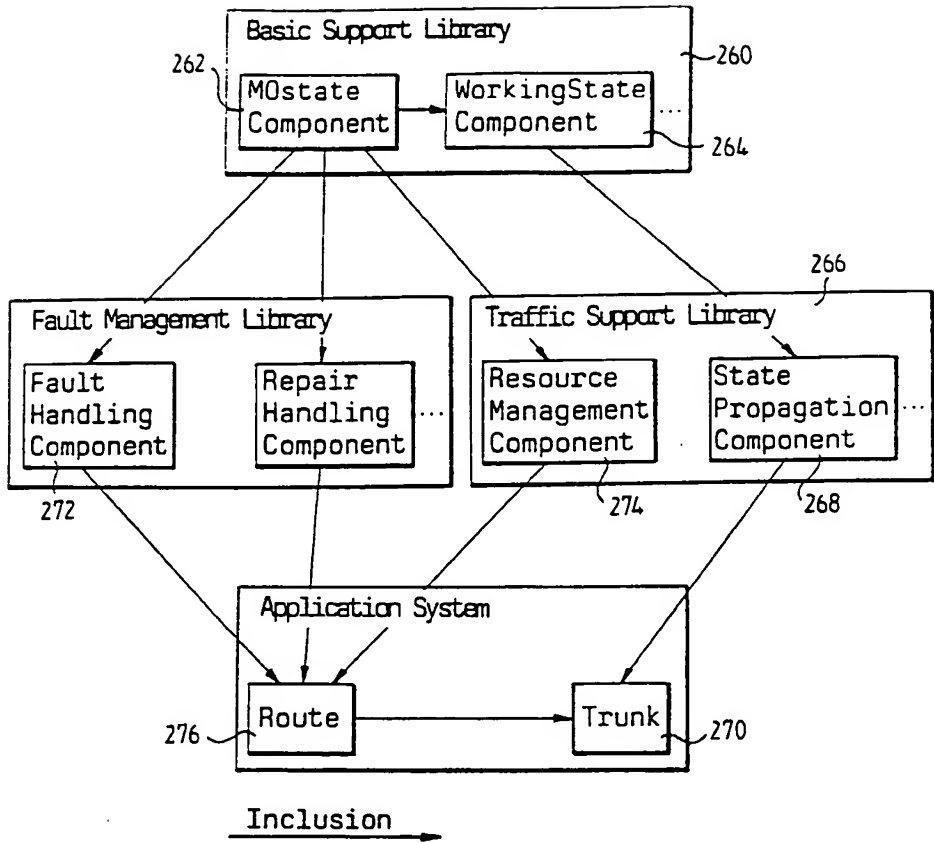 Basic Support Library
260
262
MOstate
Component
WorkingState
Component
...
264
266
Fault Management Library
Fault
Handling
Component
Repair
Handling
Component
...
272
Traffic Support Library
Resource
Management
Component
State
Propagation
Component
...
274
268
Application System
Route
Trunk
276
270
Inclusion